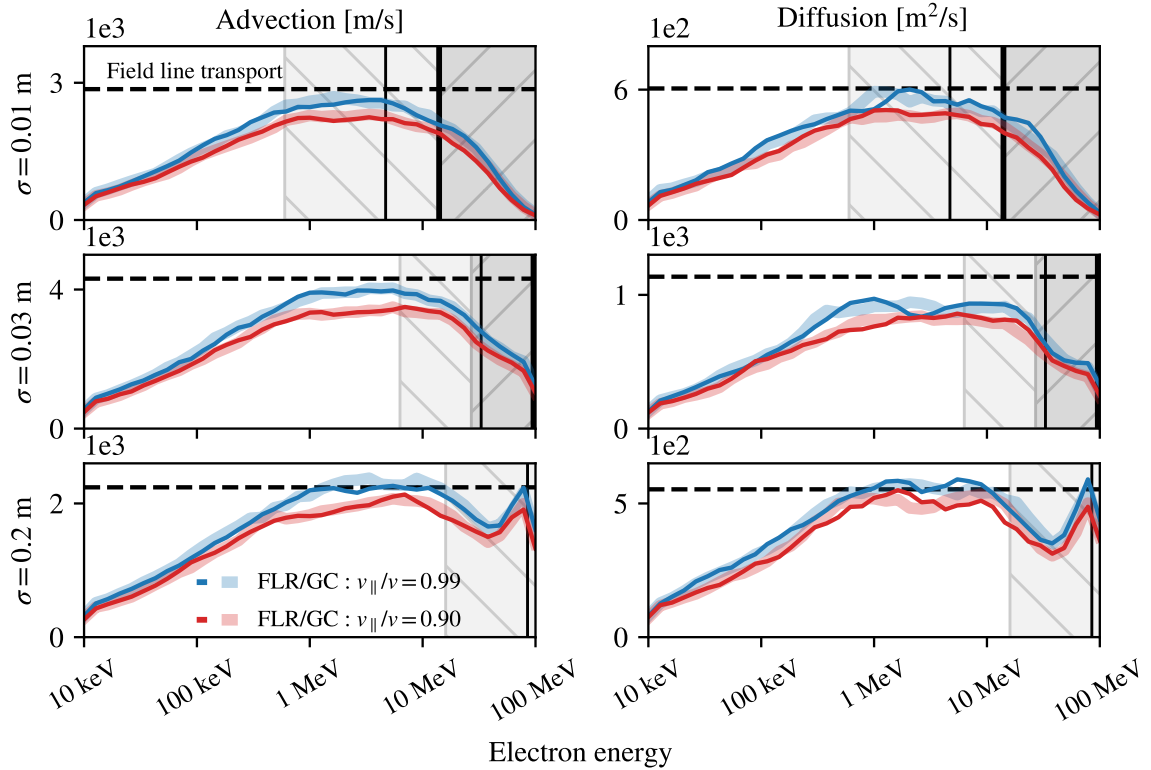 Advection [m/s]
Diffusion [m²/s]
1e3
1e2
Field line transport
σ = 0.01 m
3
0
6
0
1e3
1e3
σ = 0.03 m
4
0
1
0
1e3
1e2
σ = 0.2 m
2
0
5
0
FLR/GC : v∥/v = 0.99
FLR/GC : v∥/v = 0.90
10 keV
100 keV
1 MeV
10 MeV
100 MeV
10 keV
100 keV
1 MeV
10 MeV
100 MeV
Electron energy